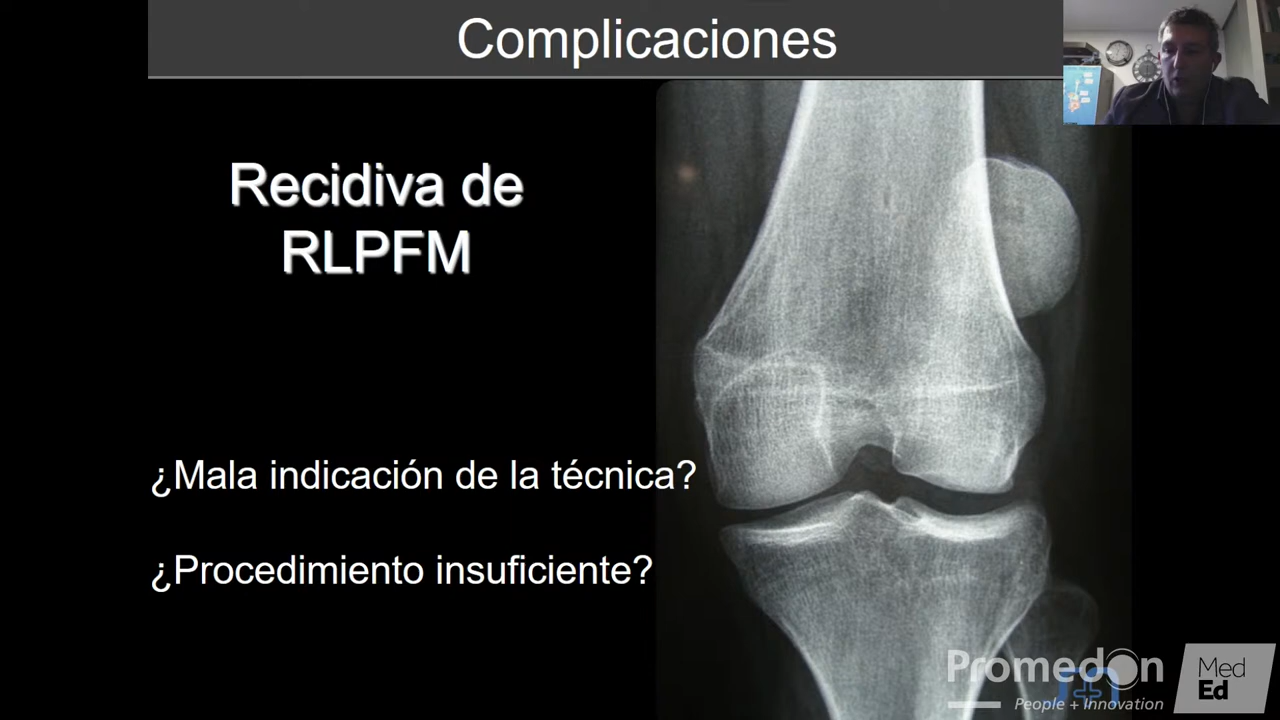 Complicaciones
Recidiva de
RLPFM
¿Mala indicación de la técnica?
¿Procedimiento insuficiente?
Promedon
People + Innovation
Med
Ed